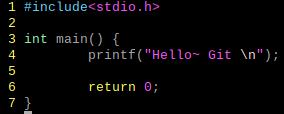 1 #include<stdio.h>
2
3 int main() {
4         printf("Hello~ Git \n");
5
6         return 0;
7 }